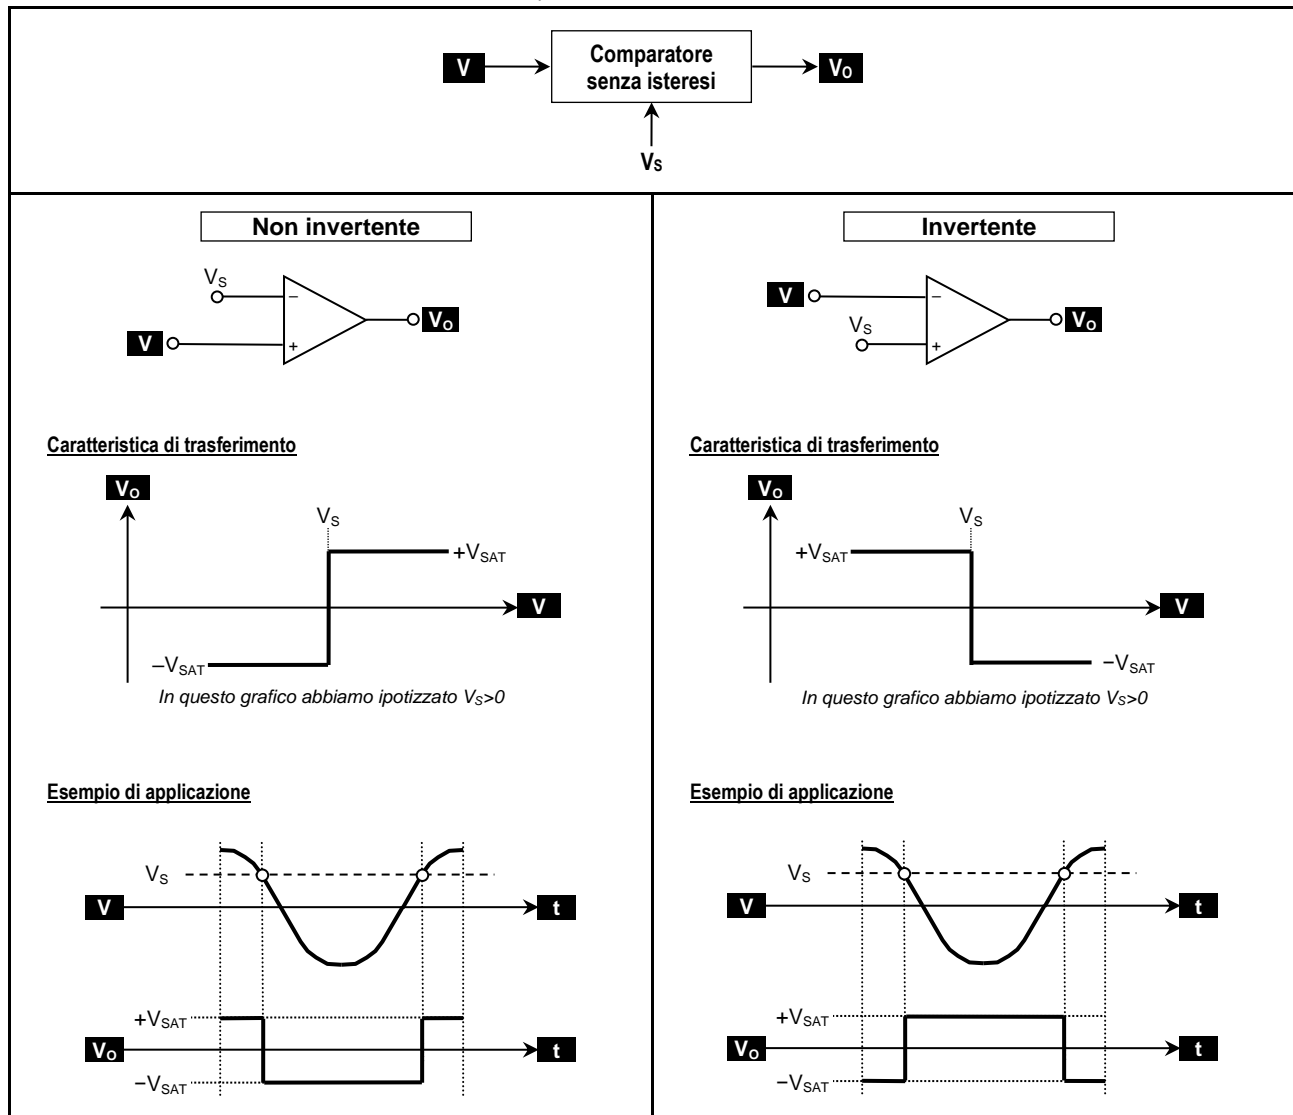 Comparatore
senza isteresi
V
VO
VS
Non invertente
VS
−
+
V
VO
Caratteristica di trasferimento
VO
VS
+VSAT
V
−VSAT
In questo grafico abbiamo ipotizzato VS>0
Esempio di applicazione
VS
V
t
+VSAT
VO
t
−VSAT
Invertente
V
−
VS
+
VO
Caratteristica di trasferimento
VO
VS
+VSAT
V
−VSAT
In questo grafico abbiamo ipotizzato VS>0
Esempio di applicazione
VS
V
t
+VSAT
VO
t
−VSAT